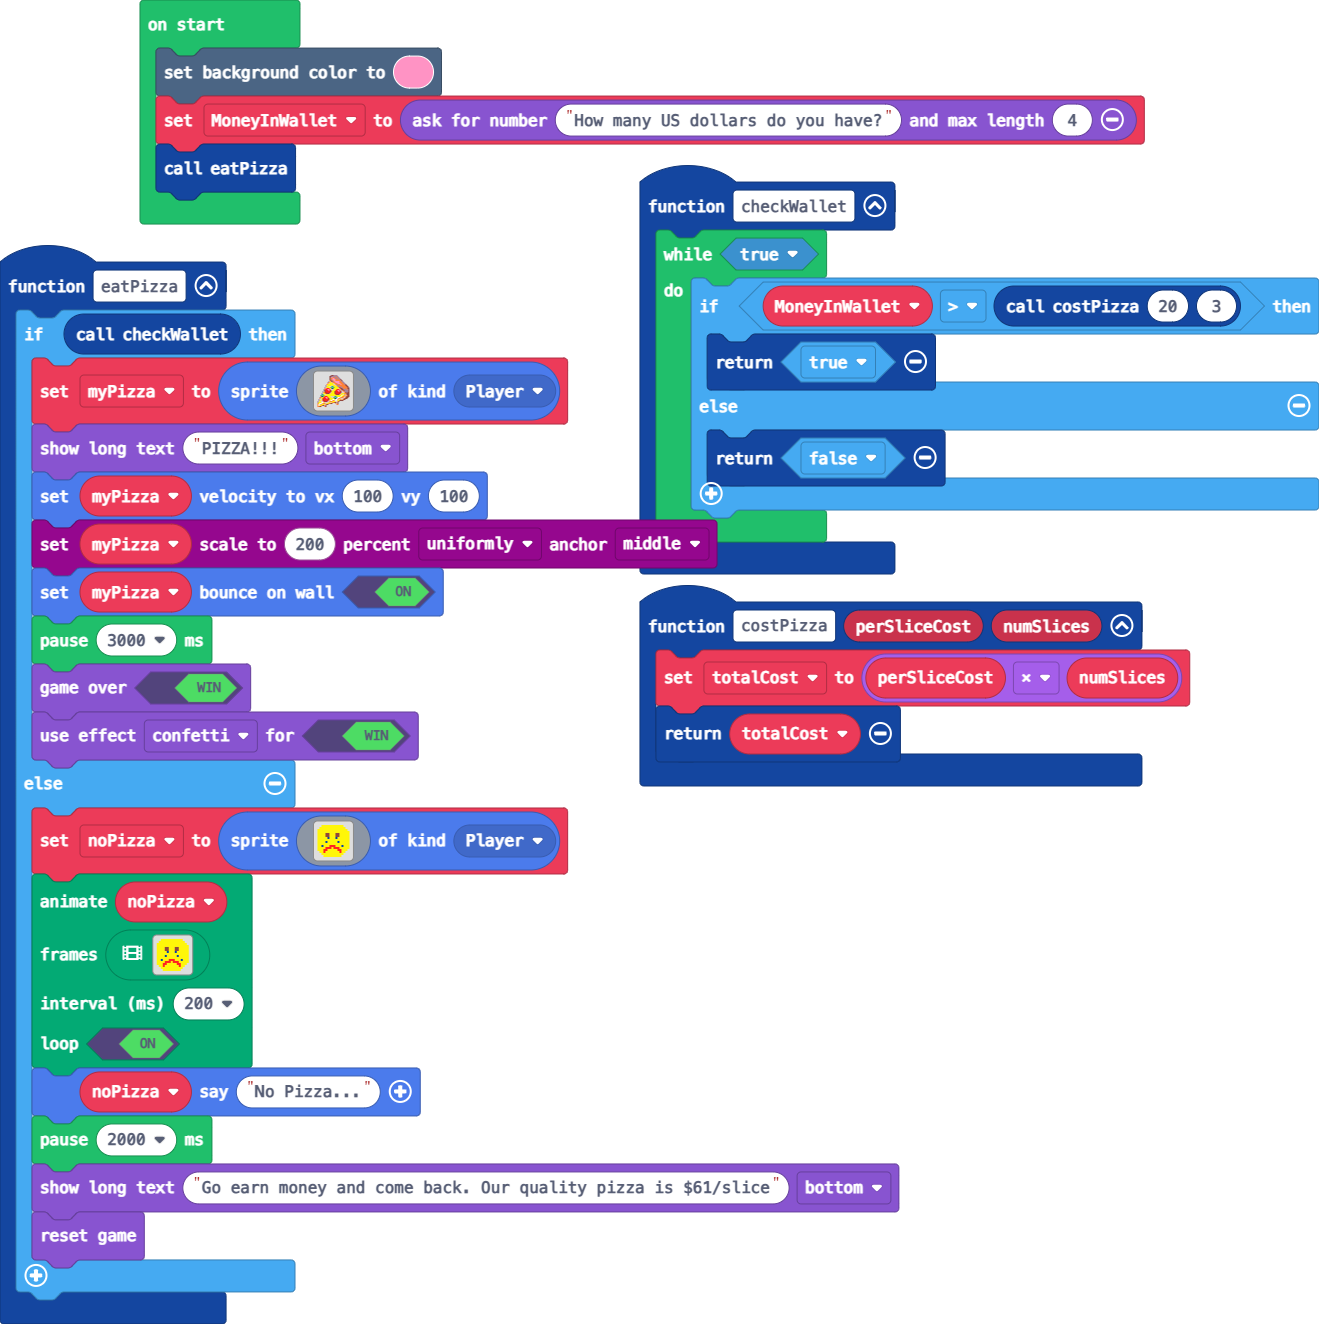 on start
set background color to
set MoneyInWallet to ask for number "How many US dollars do you have?" and max length 4
call eatPizza
function checkWallet
while true
do
if MoneyInWallet > call costPizza 20 3 then
return true
else
return false
function eatPizza
if call checkWallet then
set myPizza to sprite of kind Player
show long text "PIZZA!!!" bottom
set myPizza velocity to vx 100 vy 100
set myPizza scale to 200 percent uniformly anchor middle
set myPizza bounce on wall ON
pause 3000 ms
game over WIN
use effect confetti for WIN
else
set noPizza to sprite of kind Player
animate noPizza
frames
interval (ms) 200
loop ON
noPizza say "No Pizza..."
pause 2000 ms
show long text "Go earn money and come back. Our quality pizza is $61/slice" bottom
reset game
function costPizza perSliceCost numSlices
set totalCost to perSliceCost × numSlices
return totalCost